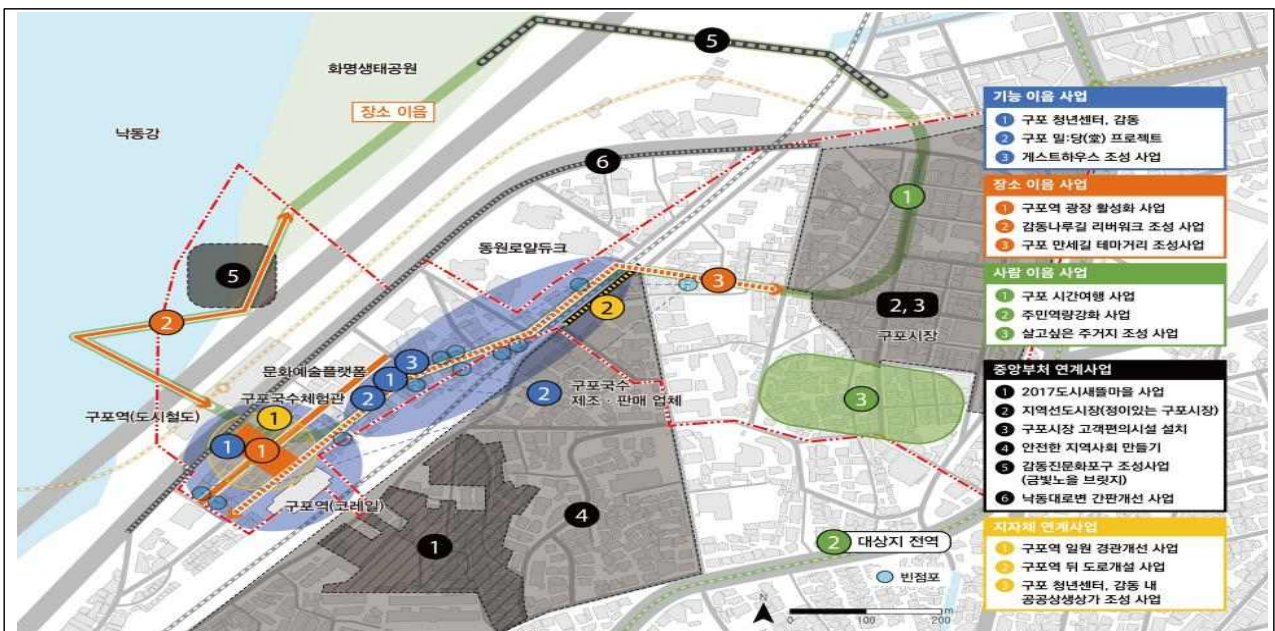 화명생태공원
장소 이음
낙동강
5
6
1
동원로얄듀크
5
3
2
2
2, 3
구포시장
문화예술플랫폼
3
1
2
구포국수체험관
2
구포국수
제조 · 판매 업체
3
구포역(도시철도)
1
1
1
구포역(코레일)
4
1
2 대상지 전역
빈점포
N
0 100 200 m
기능 이음 사업
1 구포 청년센터, 감동
2 구포 밀:당(堂) 프로젝트
3 게스트하우스 조성 사업
장소 이음 사업
1 구포역 광장 활성화 사업
2 감동나루길 리버워크 조성 사업
3 구포 만세길 테마거리 조성사업
사람 이음 사업
1 구포 시간여행 사업
2 주민역량강화 사업
3 살고싶은 주거지 조성 사업
중앙부처 연계사업
1 2017도시새뜰마을 사업
2 지역선도시장(정이있는 구포시장)
3 구포시장 고객편의시설 설치
4 안전한 지역사회 만들기
5 감동진문화포구 조성사업
(금빛노을 브릿지)
6 낙동대로변 간판개선 사업
지자체 연계사업
1 구포역 일원 경관개선 사업
2 구포역 뒤 도로개설 사업
3 구포 청년센터, 감동 내
공공상생상가 조성 사업